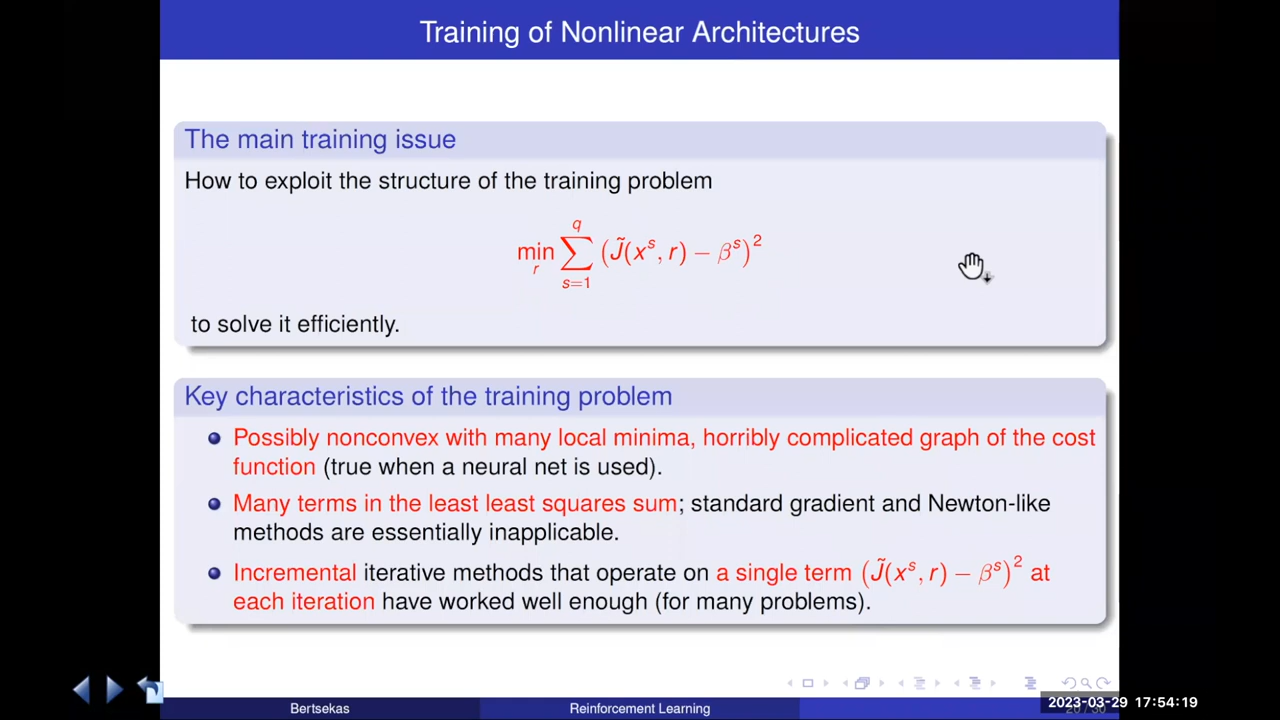 Training of Nonlinear Architectures
The main training issue
How to exploit the structure of the training problem
min_r ∑_{s=1}^{q} (J̃(x^s, r) − β^s)^2
to solve it efficiently.
Key characteristics of the training problem
Possibly nonconvex with many local minima, horribly complicated graph of the cost
function (true when a neural net is used).
Many terms in the least least squares sum; standard gradient and Newton-like
methods are essentially inapplicable.
Incremental iterative methods that operate on a single term (J̃(x^s, r) − β^s)^2 at
each iteration have worked well enough (for many problems).
Bertsekas
Reinforcement Learning
2023-03-29 17:54:19